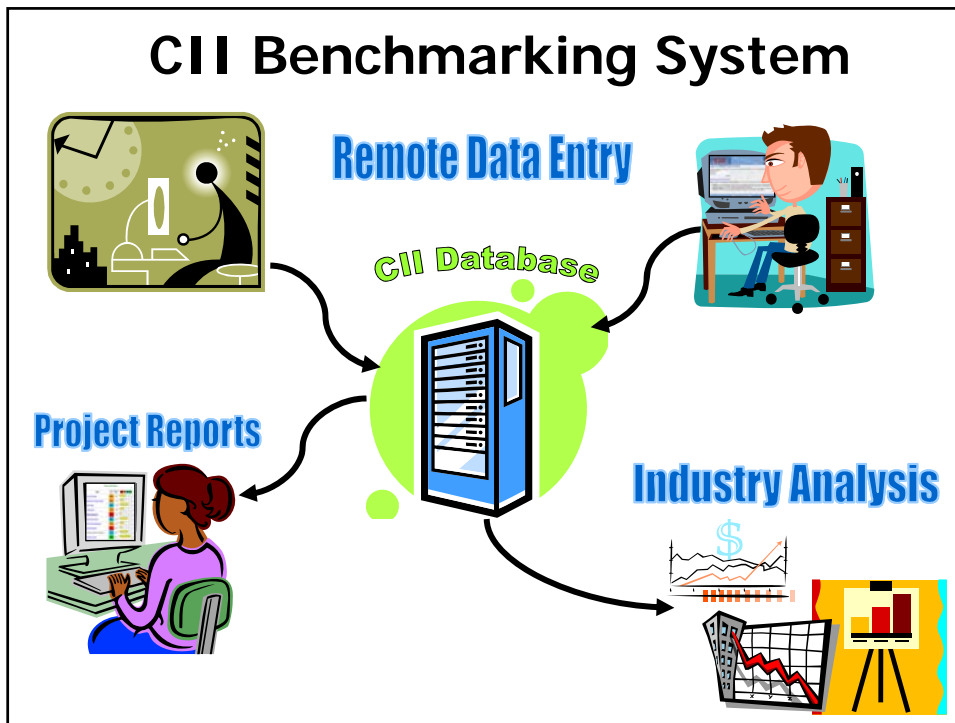 CII Benchmarking System
Remote Data Entry
CII Database
Project Reports
Industry Analysis
$